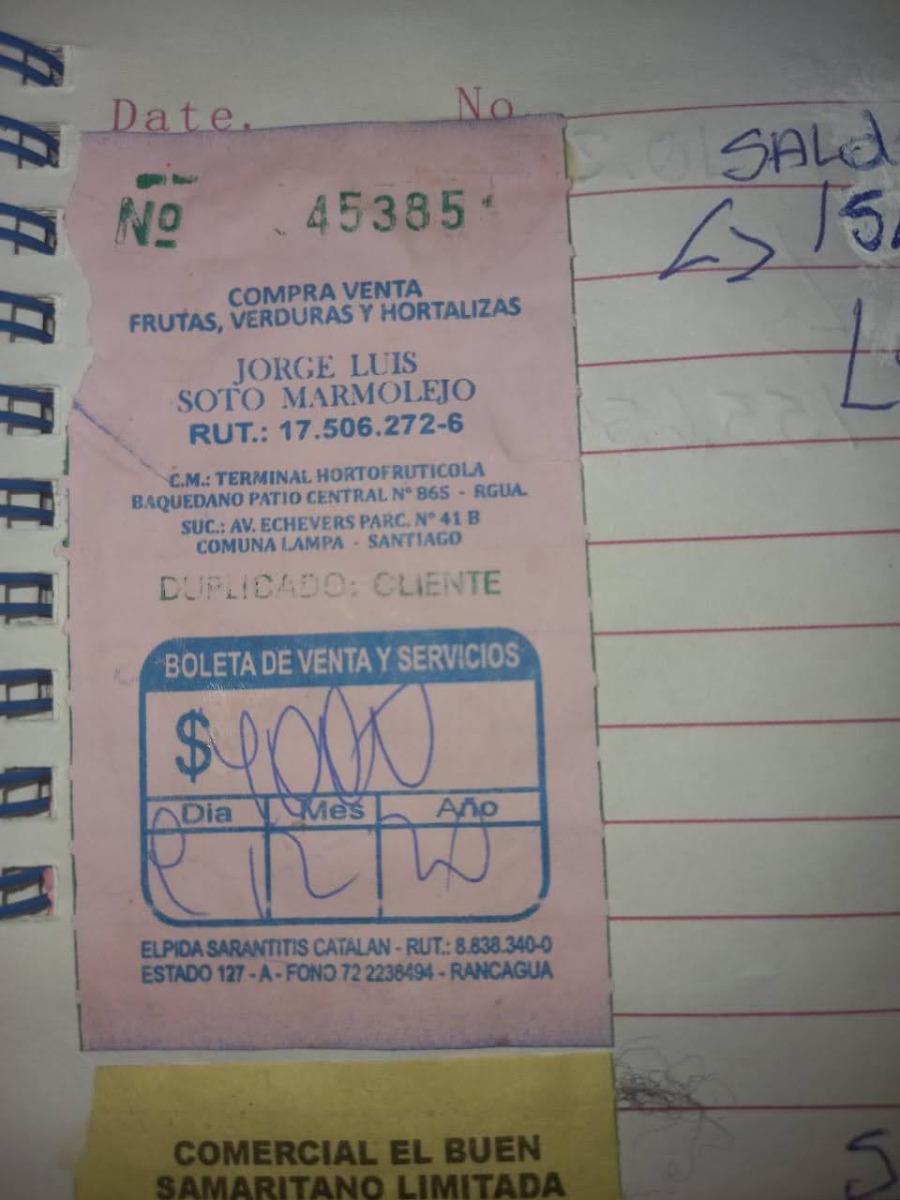 Date. No
Nº 45385
SALd
COMPRA VENTA
FRUTAS, VERDURAS Y HORTALIZAS
JORGE LUIS
SOTO MARMOLEJO
RUT.: 17.506.272-6
C.M.: TERMINAL HORTOFRUTICOLA
BAQUEDANO PATIO CENTRAL Nº 865 - RGUA.
SUC.: AV. ECHEVERS PARC. Nº 41 B
COMUNA LAMPA - SANTIAGO
DUPLICADO: CLIENTE
BOLETA DE VENTA Y SERVICIOS
$ 4000
Dia Mes Año
12 20
ELPIDA SARANTITIS CATALAN - RUT.: 8.838.340-0
ESTADO 127 - A - FONO 72 2238494 - RANCAGUA
COMERCIAL EL BUEN
SAMARITANO LIMITADA